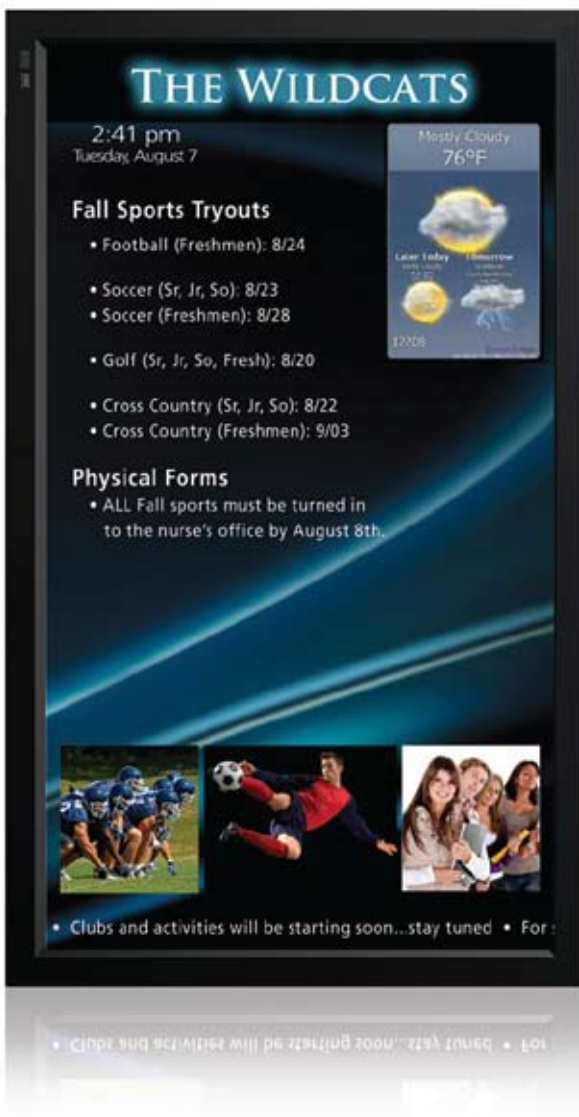 THE WILDCATS
2:41 pm
Tuesday, August 7
Mostly Cloudy
76°F
Later Today
Tomorrow
12208
Fall Sports Tryouts
• Football (Freshmen): 8/24
• Soccer (Sr, Jr, So): 8/23
• Soccer (Freshmen): 8/28
• Golf (Sr, Jr, So, Fresh): 8/20
• Cross Country (Sr, Jr, So): 8/22
• Cross Country (Freshmen): 9/03
Physical Forms
• ALL Fall sports must be turned in
to the nurse's office by August 8th.
• Clubs and activities will be starting soon...stay tuned • For